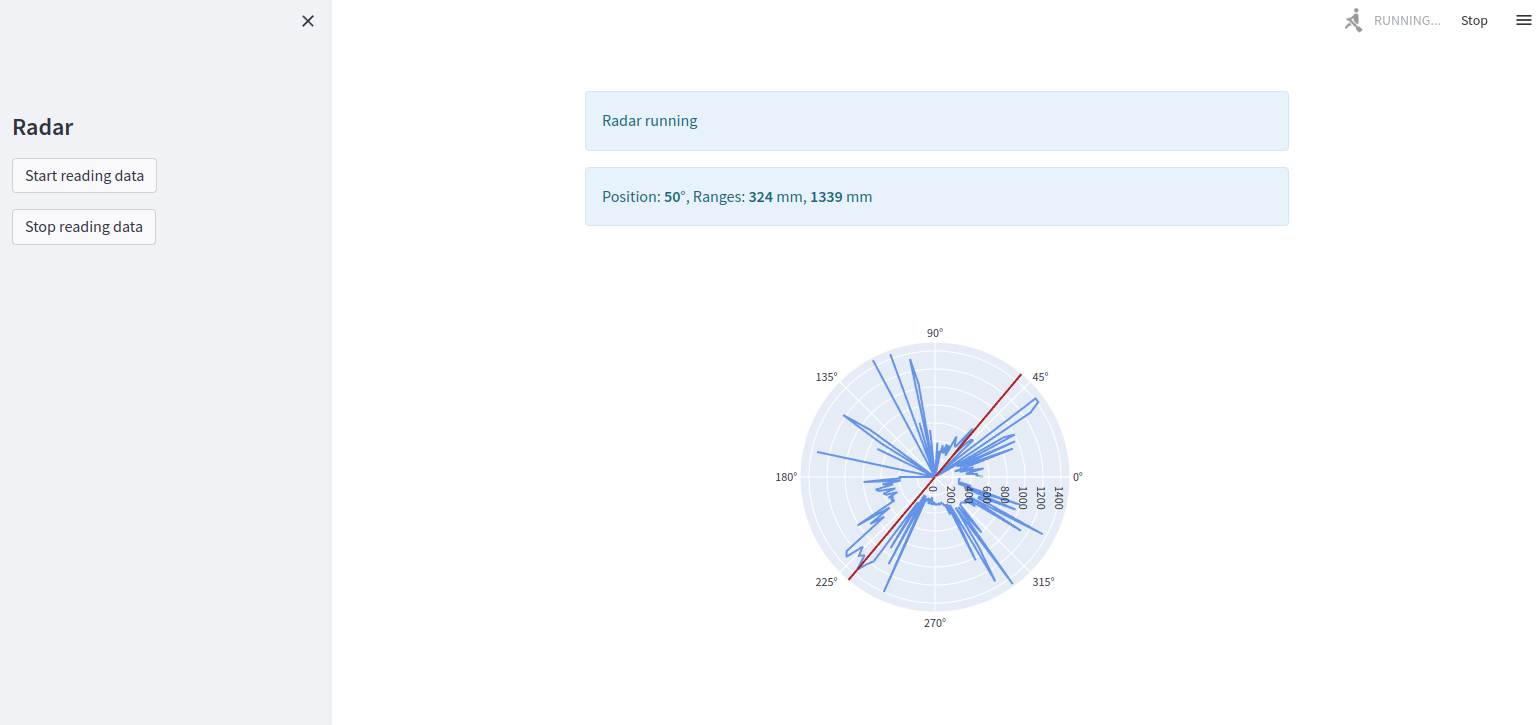 RUNNING...
Stop
Radar
Start reading data
Stop reading data
Radar running
Position: 50°, Ranges: 324 mm, 1339 mm
90°
135°
45°
180°
0°
0
200
400
600
800
1000
1200
1400
225°
315°
270°